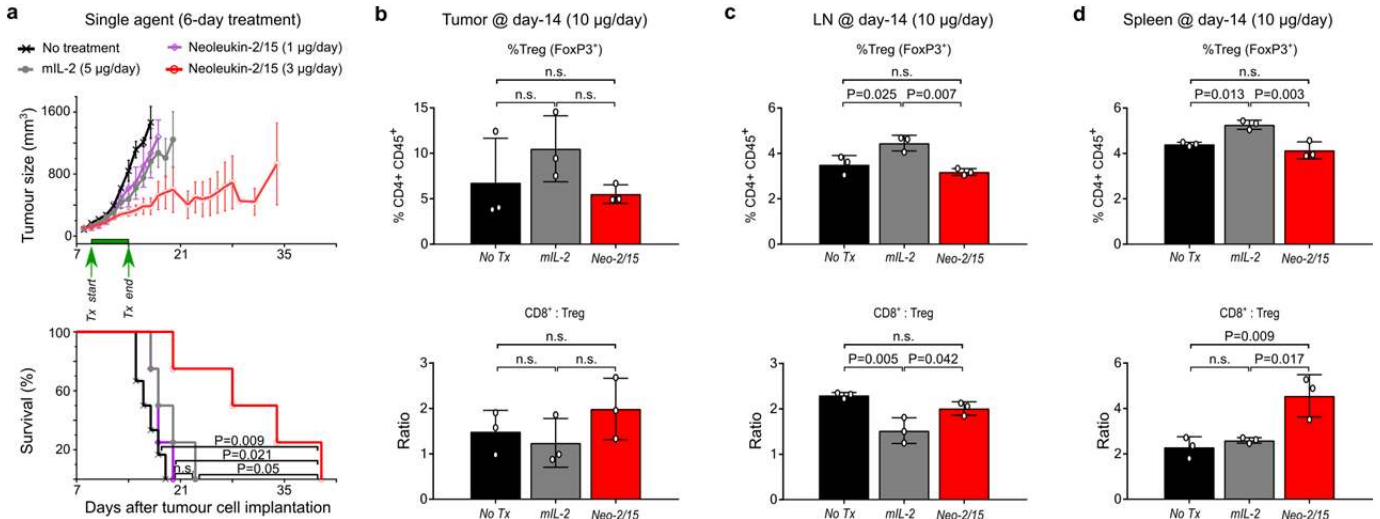 a
Single agent (6-day treatment)
No treatment
Neoleukin-2/15 (1 µg/day)
mIL-2 (5 µg/day)
Neoleukin-2/15 (3 µg/day)
Tumour size (mm³)
1600
1200
800
400
0
7
21
35
Tx start
Tx end
Survival (%)
100
60
20
P=0.009
P=0.021
n.s.
P=0.05
21
35
Days after tumour cell implantation
b
Tumor @ day-14 (10 µg/day)
%Treg (FoxP3⁺)
n.s.
n.s.
n.s.
% CD4+ CD45⁺
15
10
5
0
No Tx
mIL-2
Neo-2/15
CD8⁺ : Treg
n.s.
n.s.
n.s.
Ratio
3
2
1
0
No Tx
mIL-2
Neo-2/15
c
LN @ day-14 (10 µg/day)
%Treg (FoxP3⁺)
n.s.
P=0.025
P=0.007
% CD4+ CD45⁺
6
4
2
0
No Tx
mIL-2
Neo-2/15
CD8⁺ : Treg
n.s.
P=0.005
P=0.042
Ratio
3
2
1
0
No Tx
mIL-2
Neo-2/15
d
Spleen @ day-14 (10 µg/day)
%Treg (FoxP3⁺)
n.s.
P=0.013
P=0.003
% CD4+ CD45⁺
6
4
2
0
No Tx
mIL-2
Neo-2/15
CD8⁺ : Treg
P=0.009
n.s.
P=0.017
Ratio
6
4
2
0
No Tx
mIL-2
Neo-2/15